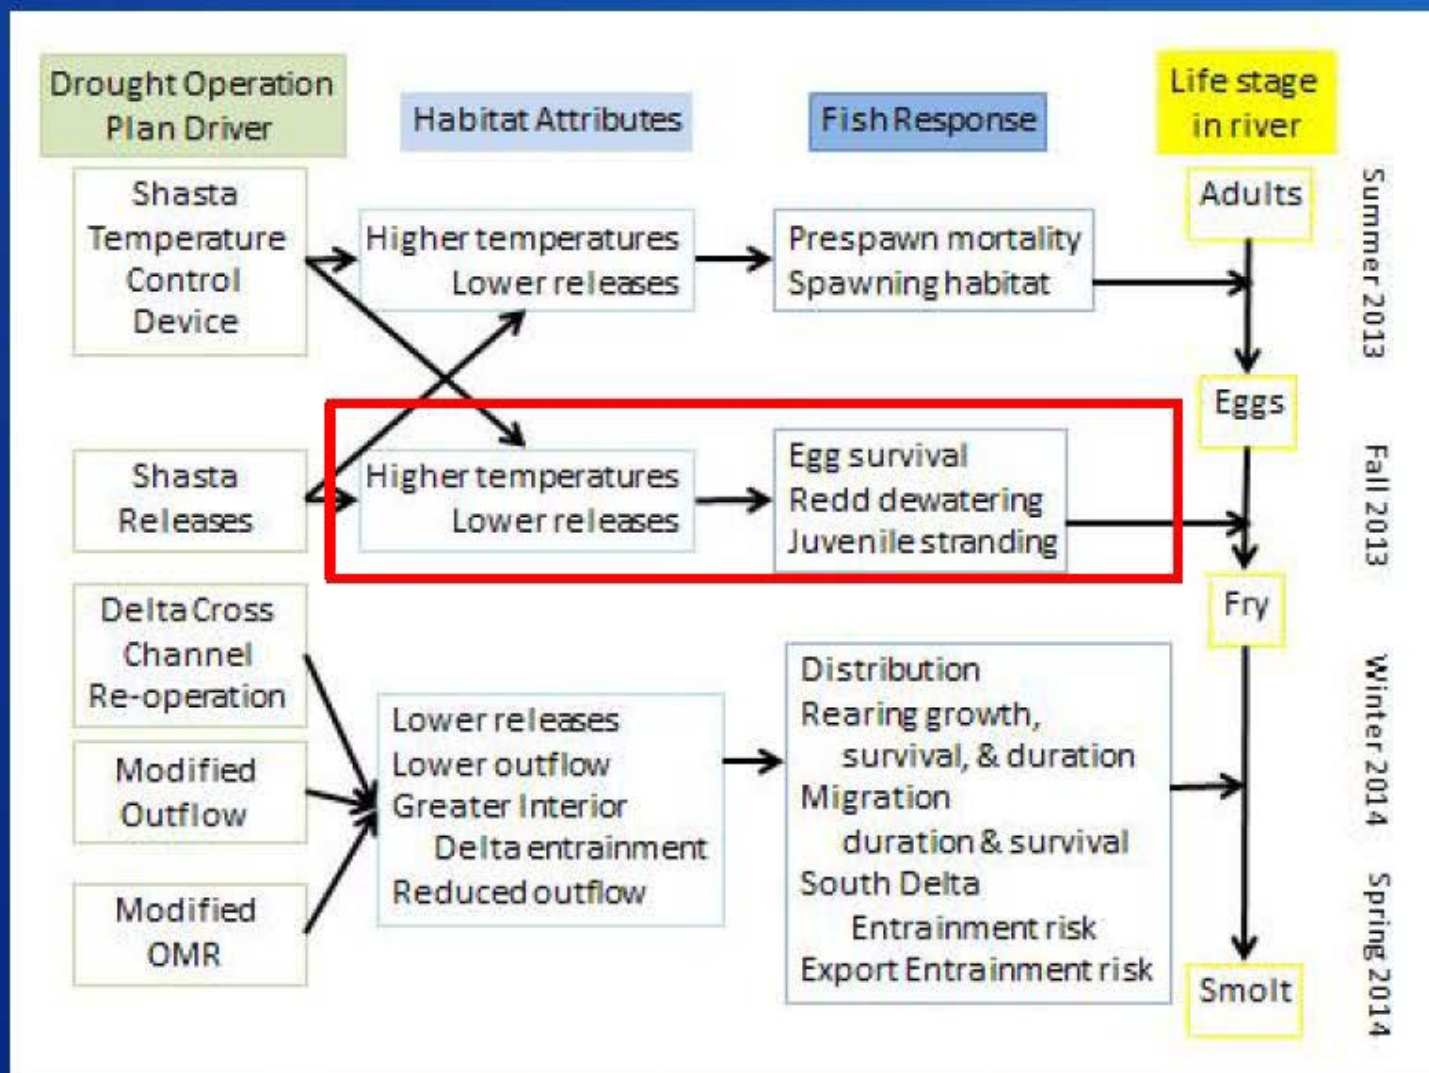 Drought Operation
Plan Driver
Habitat Attributes
Fish Response
Life stage
in river
Shasta
Temperature
Control
Device
Higher temperatures
Lower releases
Prespawn mortality
Spawning habitat
Adults
Summer 2013
Eggs
Shasta
Releases
Higher temperatures
Lower releases
Egg survival
Redd dewatering
Juvenile stranding
Fall 2013
Fry
Delta Cross
Channel
Re-operation
Modified
Outflow
Modified
OMR
Lower releases
Lower outflow
Greater Interior
Delta entrainment
Reduced outflow
Distribution
Rearing growth,
survival, & duration
Migration
duration & survival
South Delta
Entrainment risk
Export Entrainment risk
Winter 2014
Spring 2014
Smolt